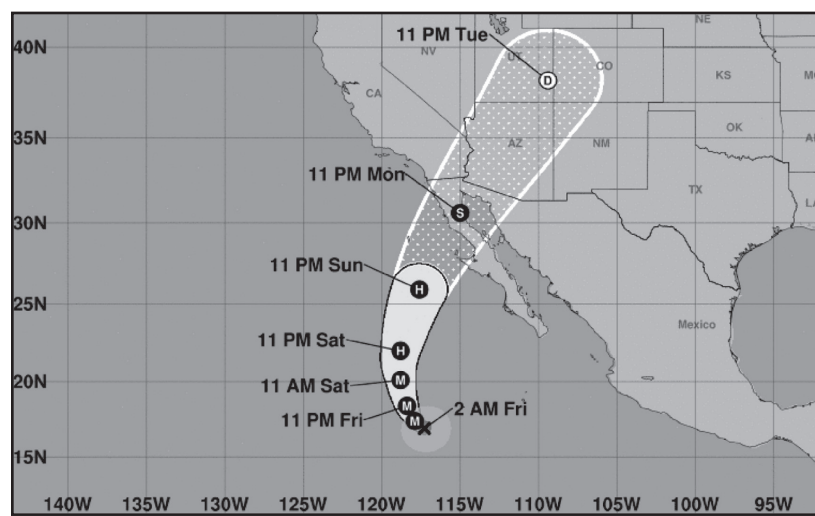 40N
35N
30N
25N
20N
15N
140W
135W
130W
125W
120W
115W
110W
105W
100W
95W
11 PM Tue
11 PM Mon
11 PM Sun
11 PM Sat
11 AM Sat
11 PM Fri
2 AM Fri
D
S
H
H
M
M
M
NV
UT
CO
NE
KS
CA
AZ
NM
OK
TX
Mexico